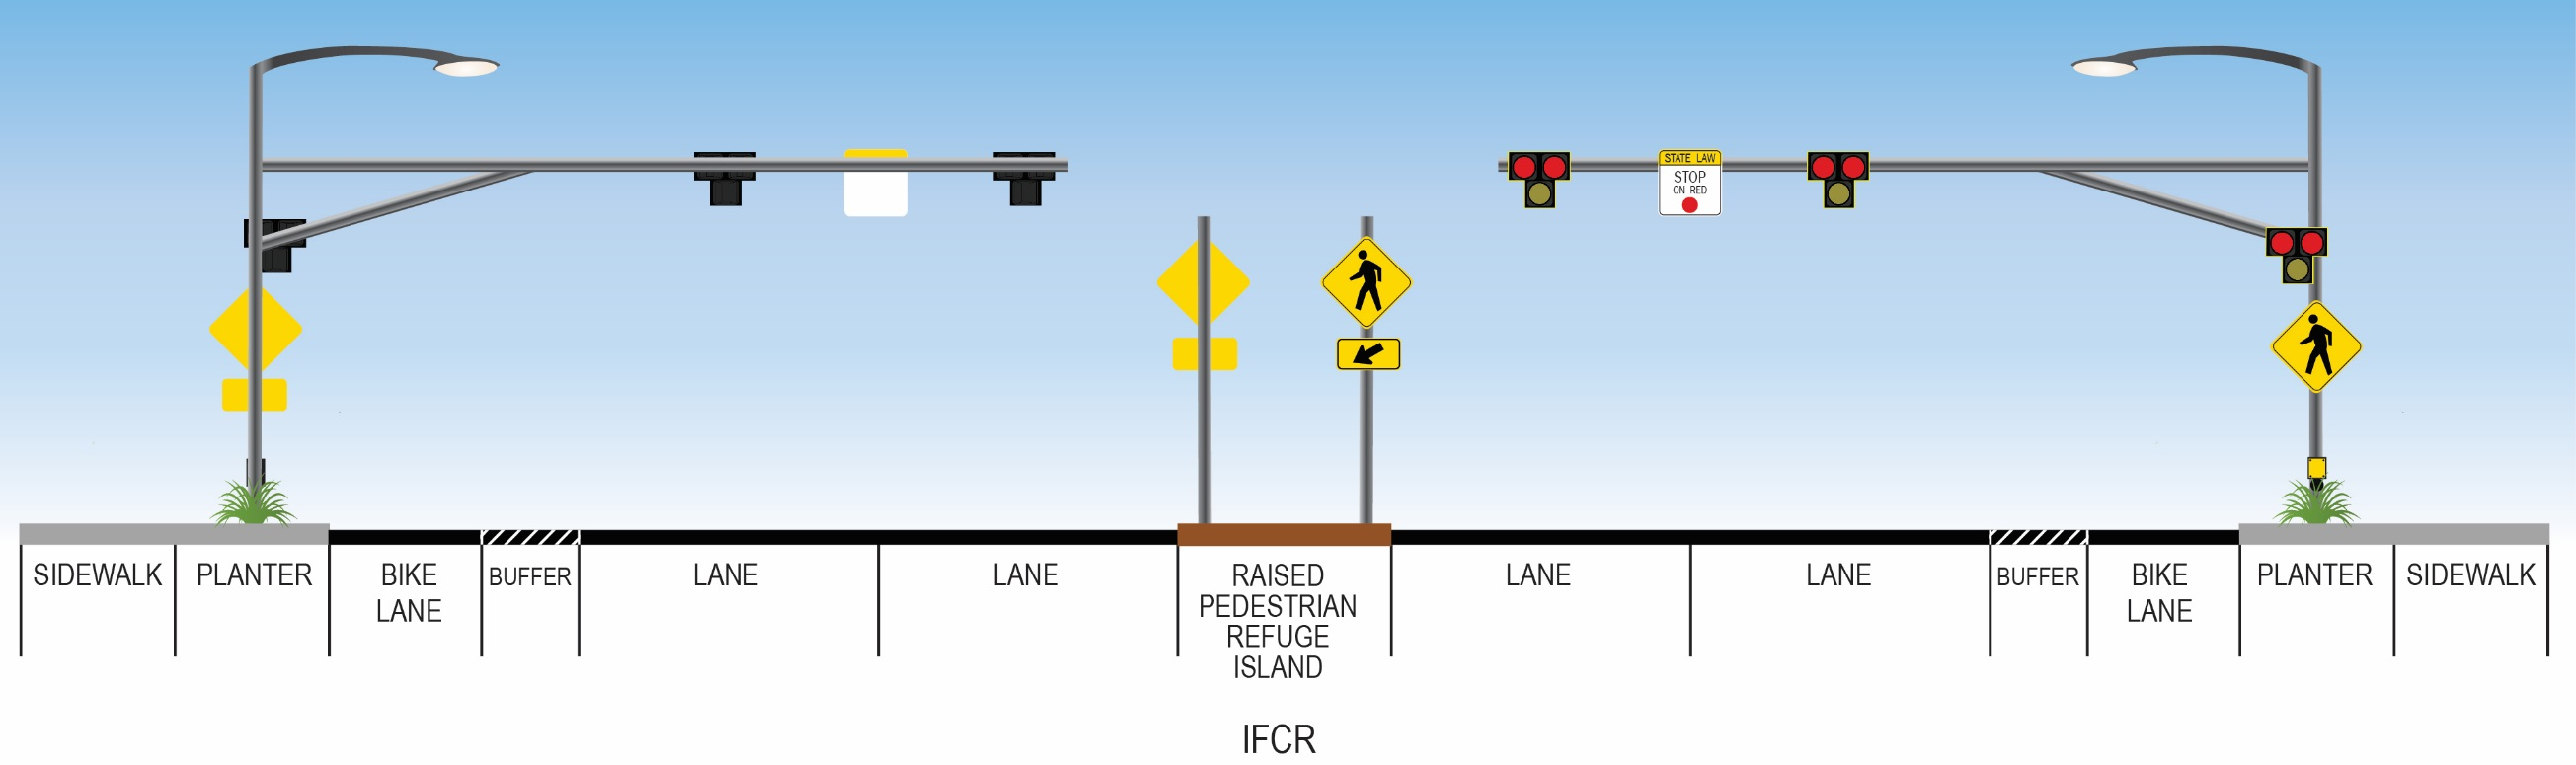 STATE LAW
STOP
ON RED
SIDEWALK
PLANTER
BIKE
LANE
BUFFER
LANE
LANE
RAISED
PEDESTRIAN
REFUGE
ISLAND
LANE
LANE
BUFFER
BIKE
LANE
PLANTER
SIDEWALK
IFCR